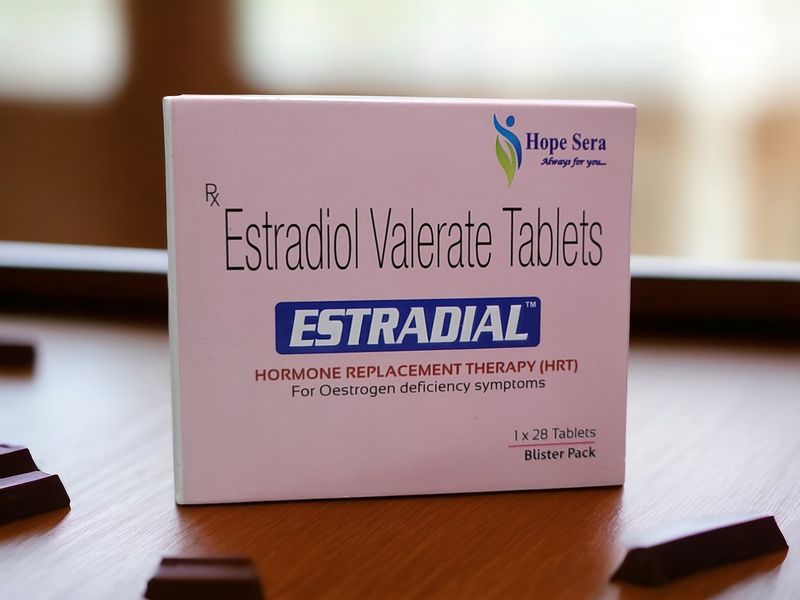 Hope Sera
Always for you...
Rx
Estradiol Valerate Tablets
ESTRADIAL™
HORMONE REPLACEMENT THERAPY (HRT)
For Oestrogen deficiency symptoms
1 x 28 Tablets
Blister Pack